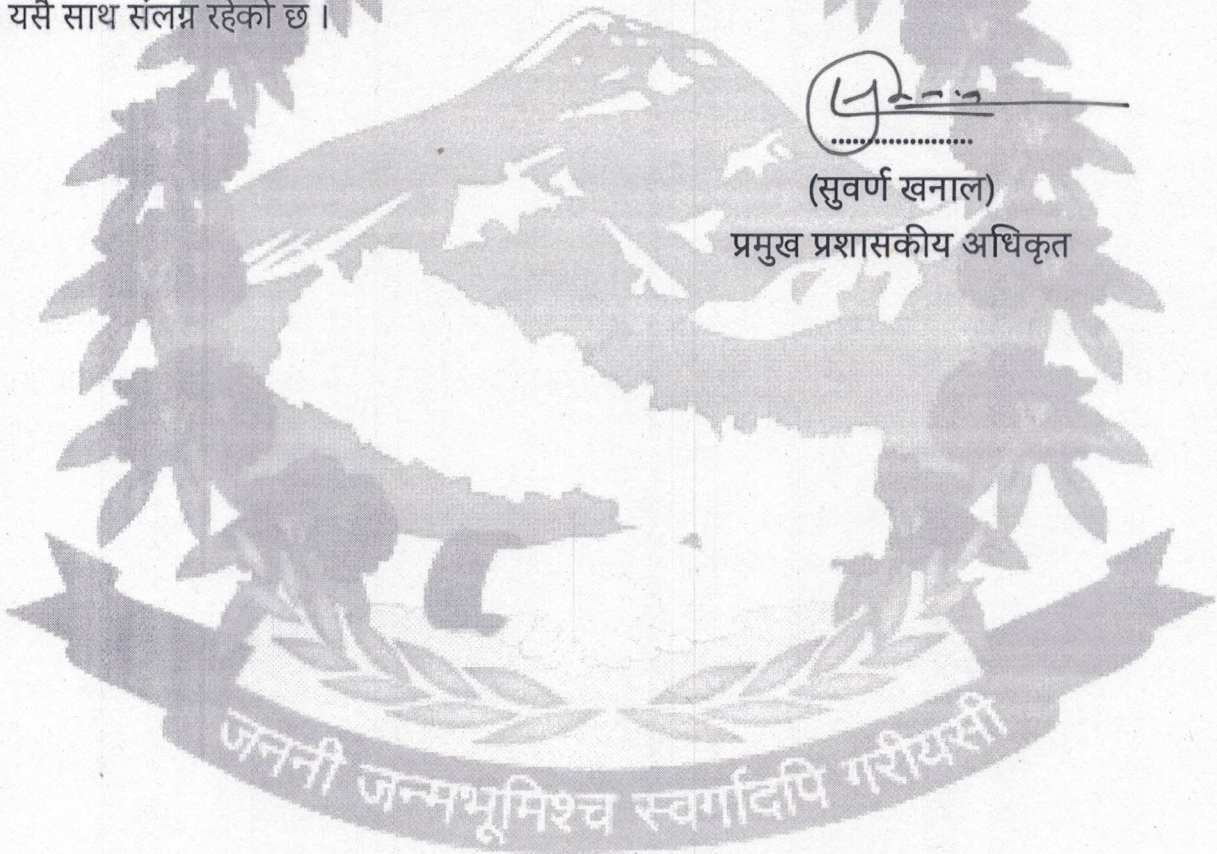 यसै साथ संलग्न रहेको छ ।
(सुवर्ण खनाल)
प्रमुख प्रशासकीय अधिकृत
जननी जन्मभूमिश्च स्वर्गादपि गरीयसी